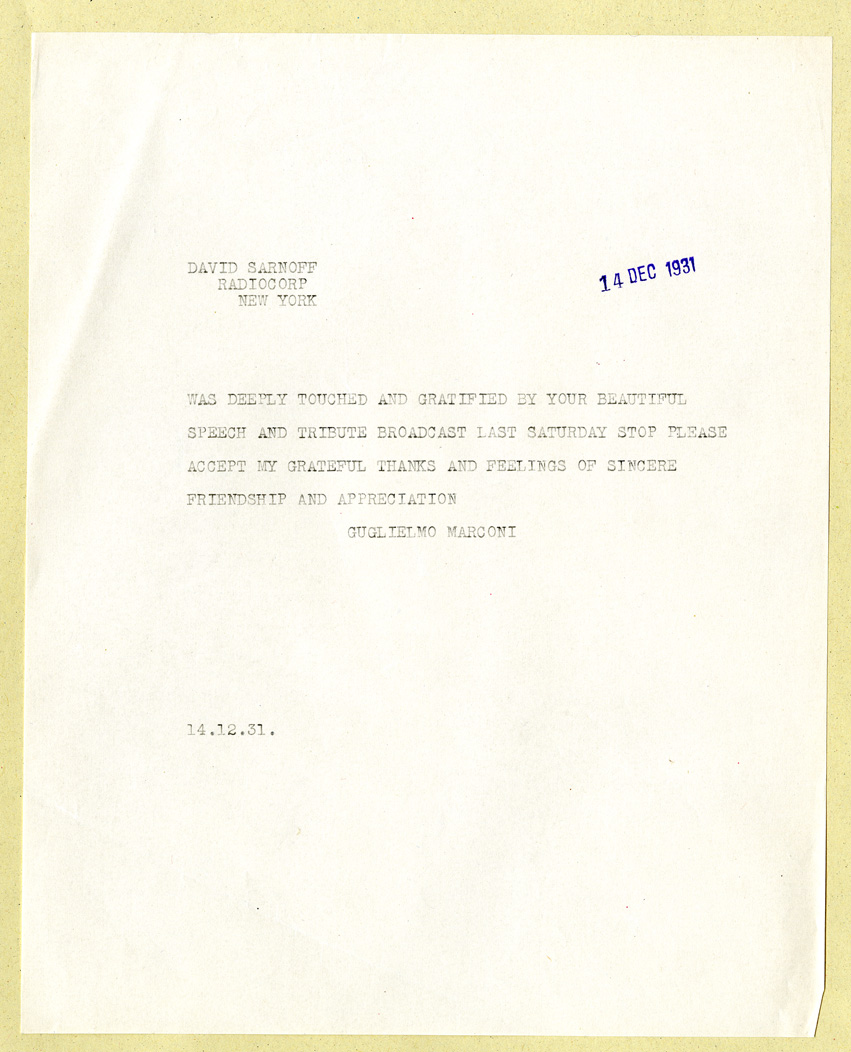 DAVID SARNOFF
14 DEC 1931
RADIOCORP
NEW YORK
WAS DEEPLY TOUCHED AND GRATIFIED BY YOUR BEAUTIFUL
SPEECH AND TRIBUTE BROADCAST LAST SATURDAY STOP PLEASE
ACCEPT MY GRATEFUL THANKS AND FEELINGS OF SINCERE
FRIENDSHIP AND APPRECIATION
GUGLIELMO MARCONI
14.12.31.